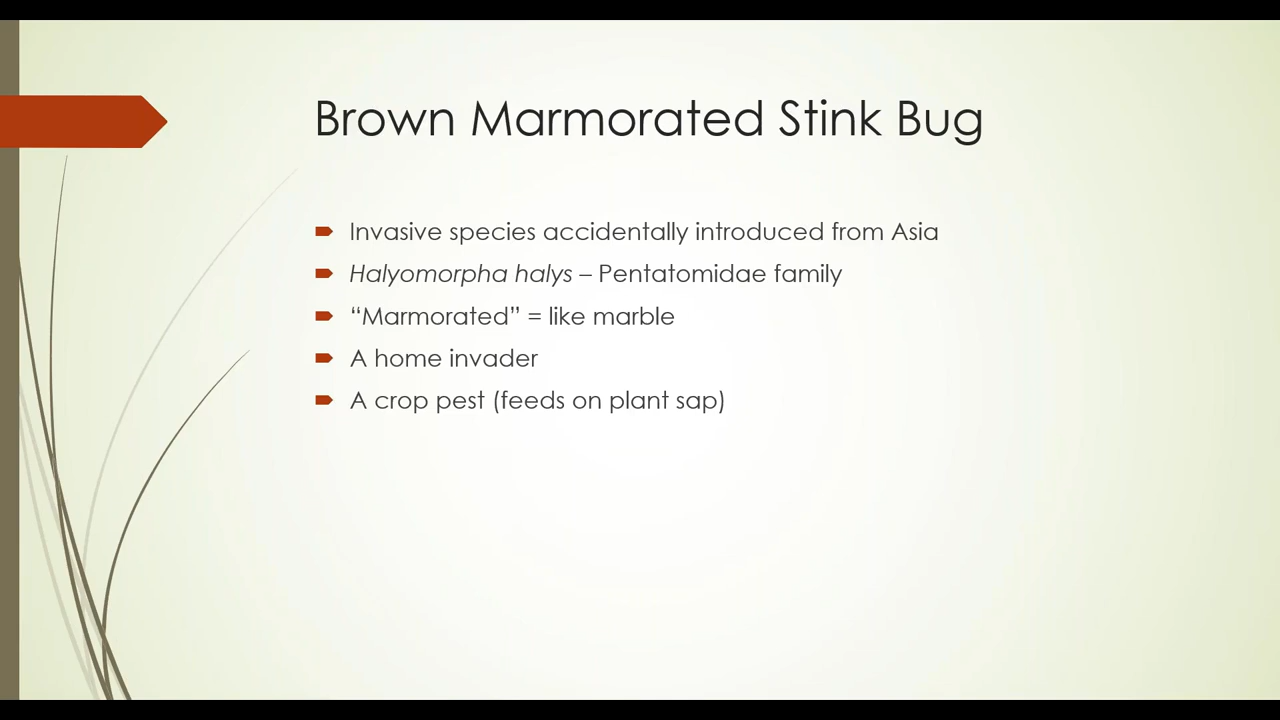 Brown Marmorated Stink Bug
Invasive species accidentally introduced from Asia
Halyomorpha halys – Pentatomidae family
“Marmorated” = like marble
A home invader
A crop pest (feeds on plant sap)